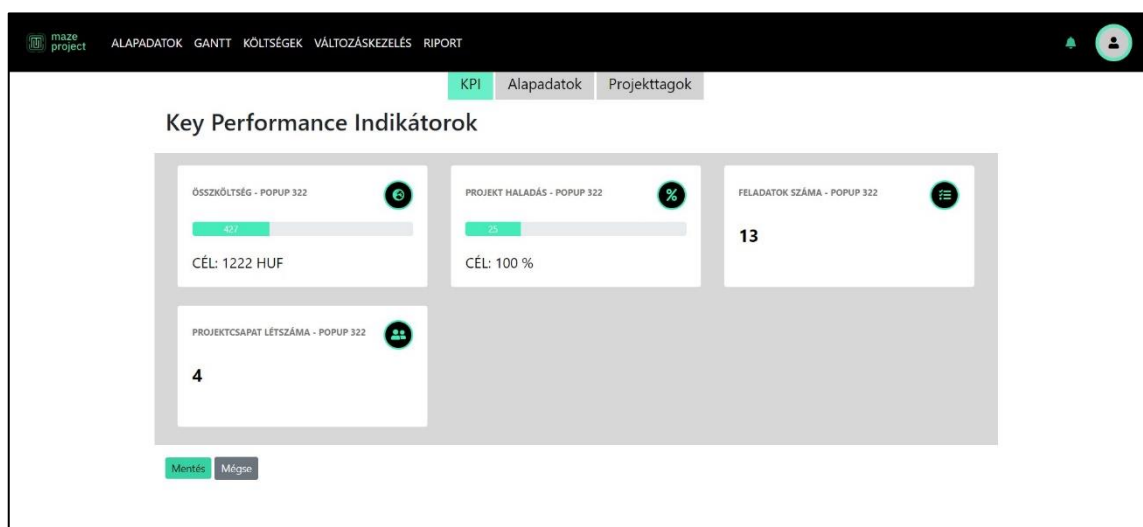 maze
project
ALAPADATOK GANTT KÖLTSÉGEK VÁLTOZÁSKEZELÉS RIPORT
KPI Alapadatok Projekttagok
Key Performance Indikátorok
ÖSSZKÖLTSÉG - POPUP 322
427
CÉL: 1222 HUF
PROJEKT HALADÁS - POPUP 322
%
25
CÉL: 100 %
FELADATOK SZÁMA - POPUP 322
13
PROJEKTCSAPAT LÉTSZÁMA - POPUP 322
4
Mentés Mégse